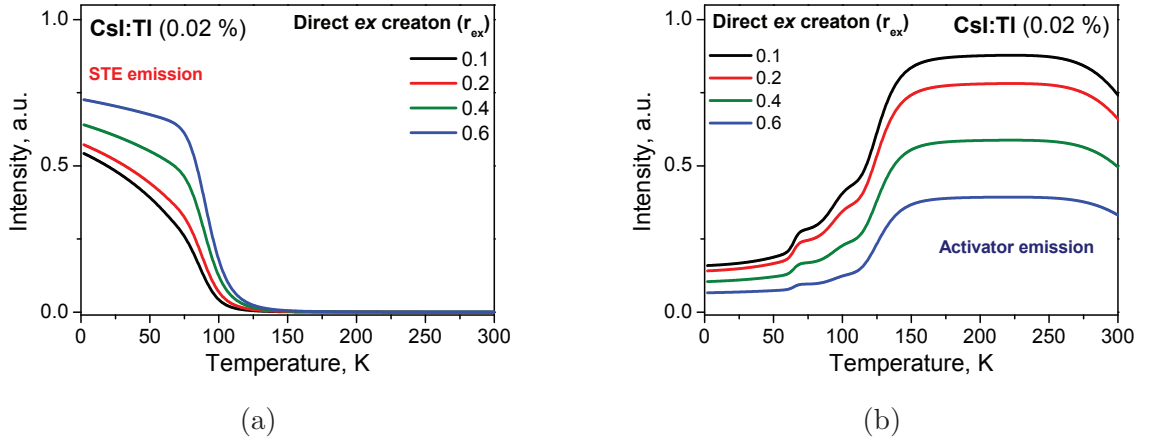 CsI:Tl (0.02 %)
Direct ex creaton (r_ex)
STE emission
0.1
0.2
0.4
0.6
1.0
0.5
0.0
Intensity, a.u.
0 50 100 150 200 250 300
Temperature, K
(a)
Direct ex creaton (r_ex)
CsI:Tl (0.02 %)
0.1
0.2
0.4
0.6
Activator emission
1.0
0.5
0.0
Intensity, a.u.
0 50 100 150 200 250 300
Temperature, K
(b)